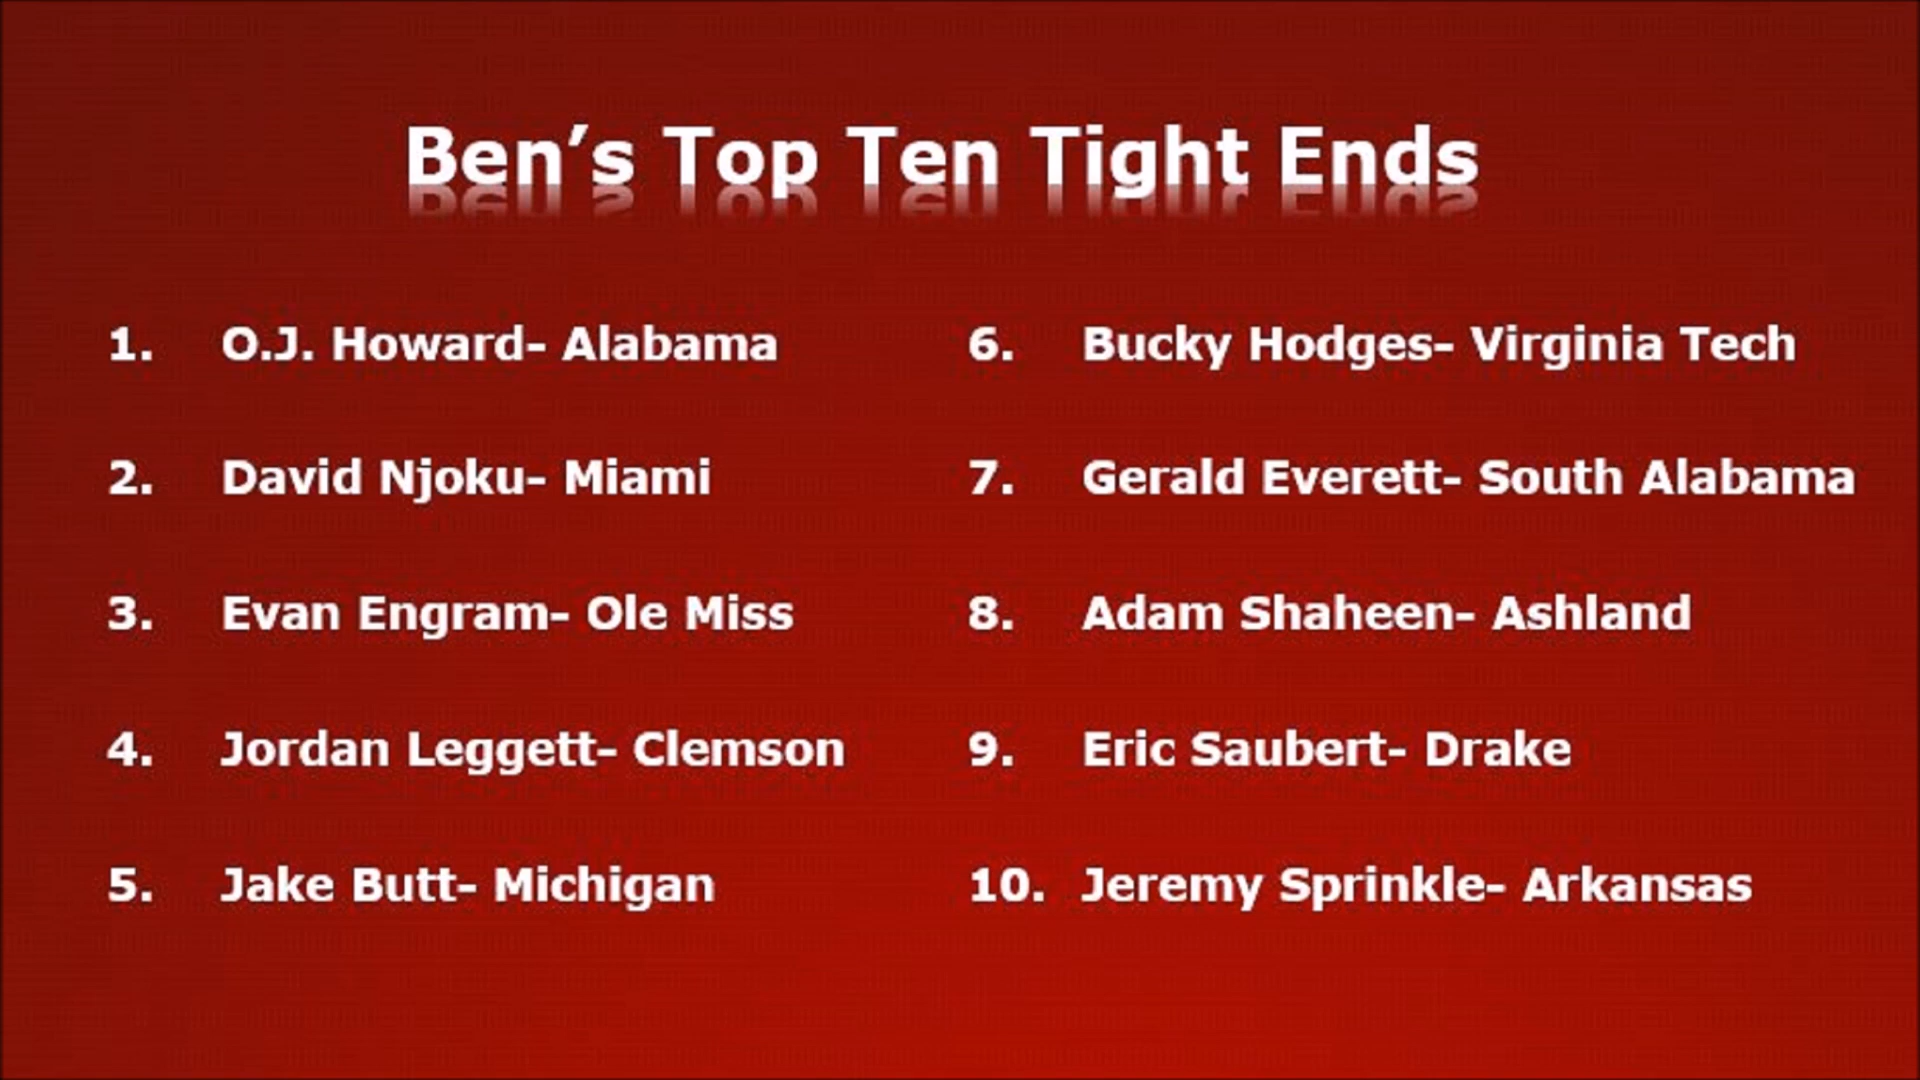 Ben’s Top Ten Tight Ends
1. O.J. Howard- Alabama
2. David Njoku- Miami
3. Evan Engram- Ole Miss
4. Jordan Leggett- Clemson
5. Jake Butt- Michigan
6. Bucky Hodges- Virginia Tech
7. Gerald Everett- South Alabama
8. Adam Shaheen- Ashland
9. Eric Saubert- Drake
10. Jeremy Sprinkle- Arkansas